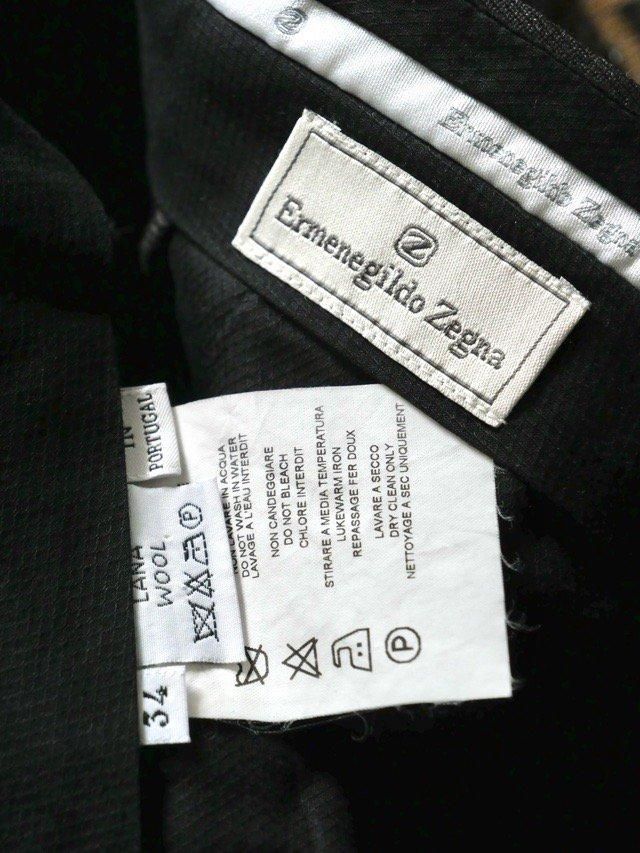 Ermenegildo Zegna
Ermenegildo Zegna
IN
PORTUGAL
LANA
WOOL
34
NON LAVARE IN ACQUA
DO NOT WASH IN WATER
LAVAGE A L'EAU INTERDIT
NON CANDEGGIARE
DO NOT BLEACH
CHLORE INTERDIT
STIRARE A MEDIA TEMPERATURA
LUKEWARM IRON
REPASSAGE FER DOUX
LAVARE A SECCO
DRY CLEAN ONLY
NETTOYAGE A SEC UNIQUEMENT
P
P